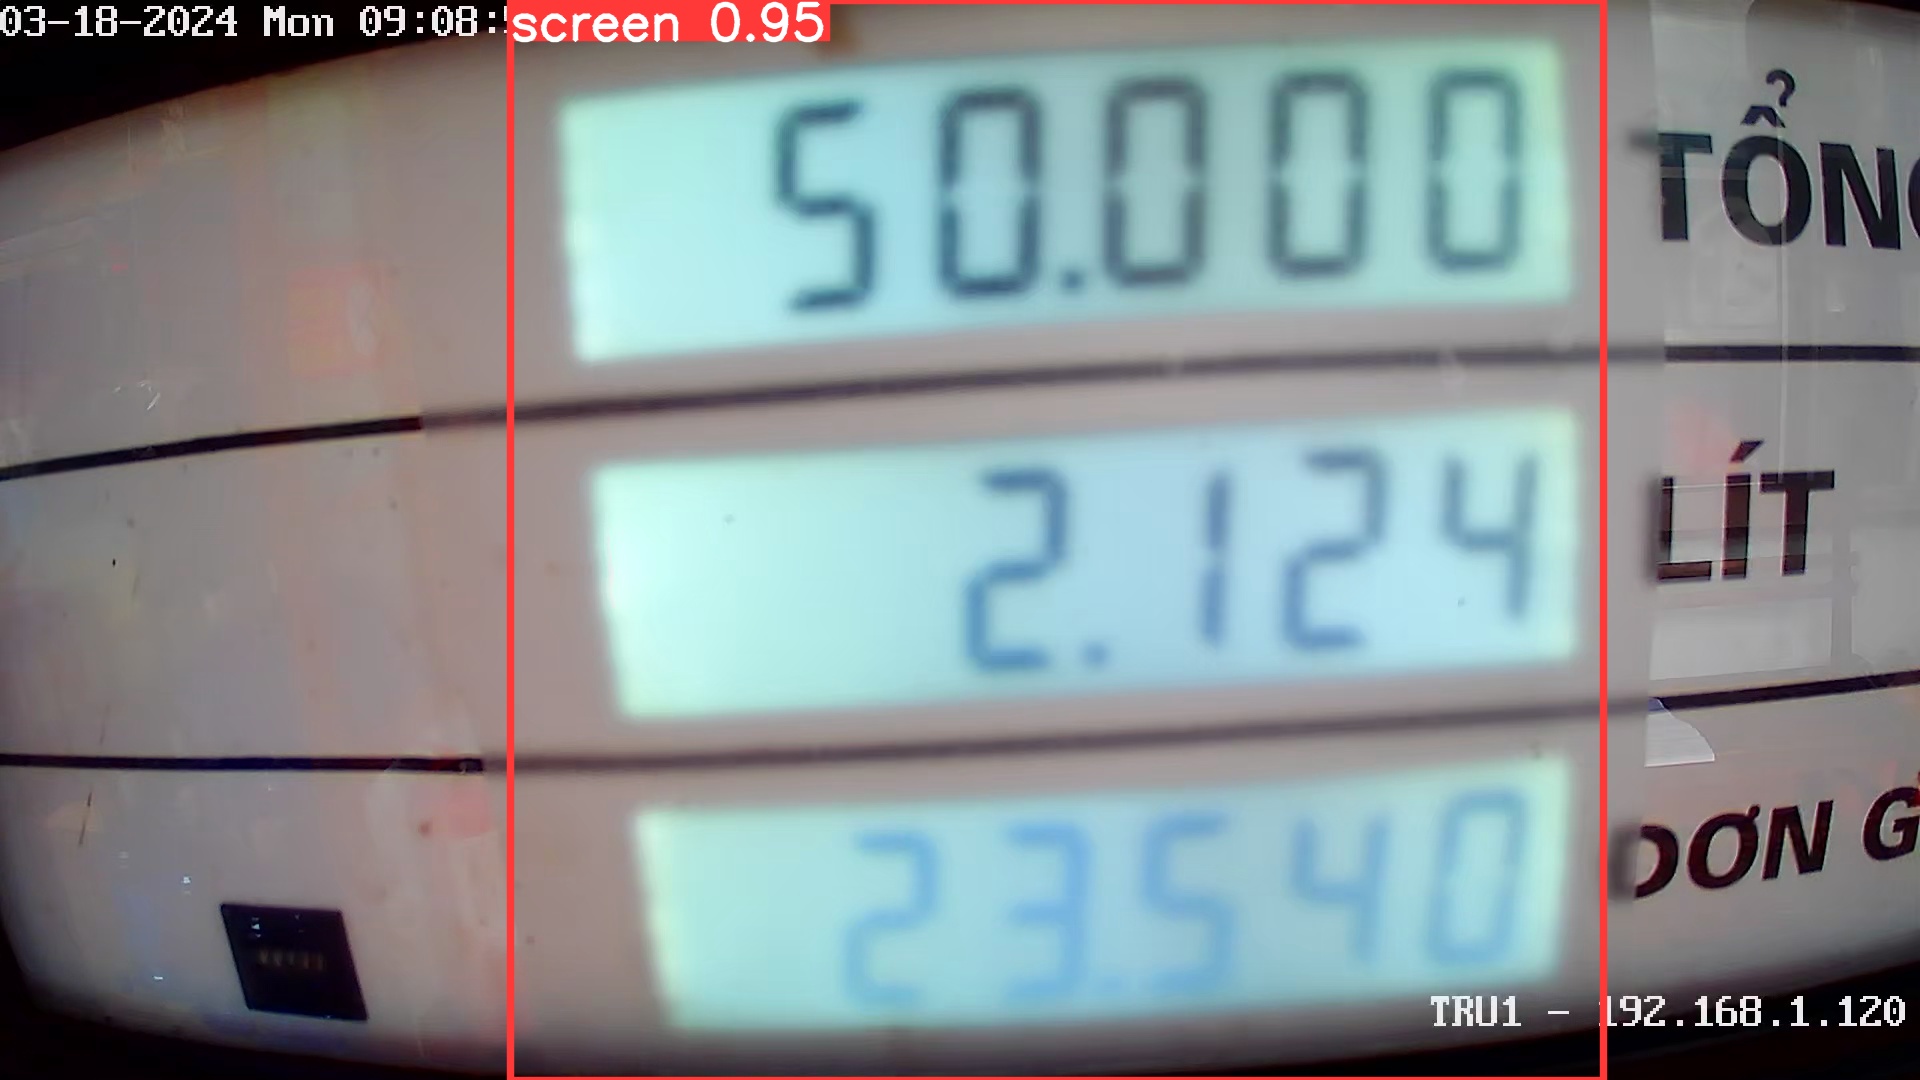 03-18-2024 Mon 09:08:
screen 0.95
50.000
TỔNG
2.124
LÍT
23.540
ĐƠN G
TRU1 - 192.168.1.120